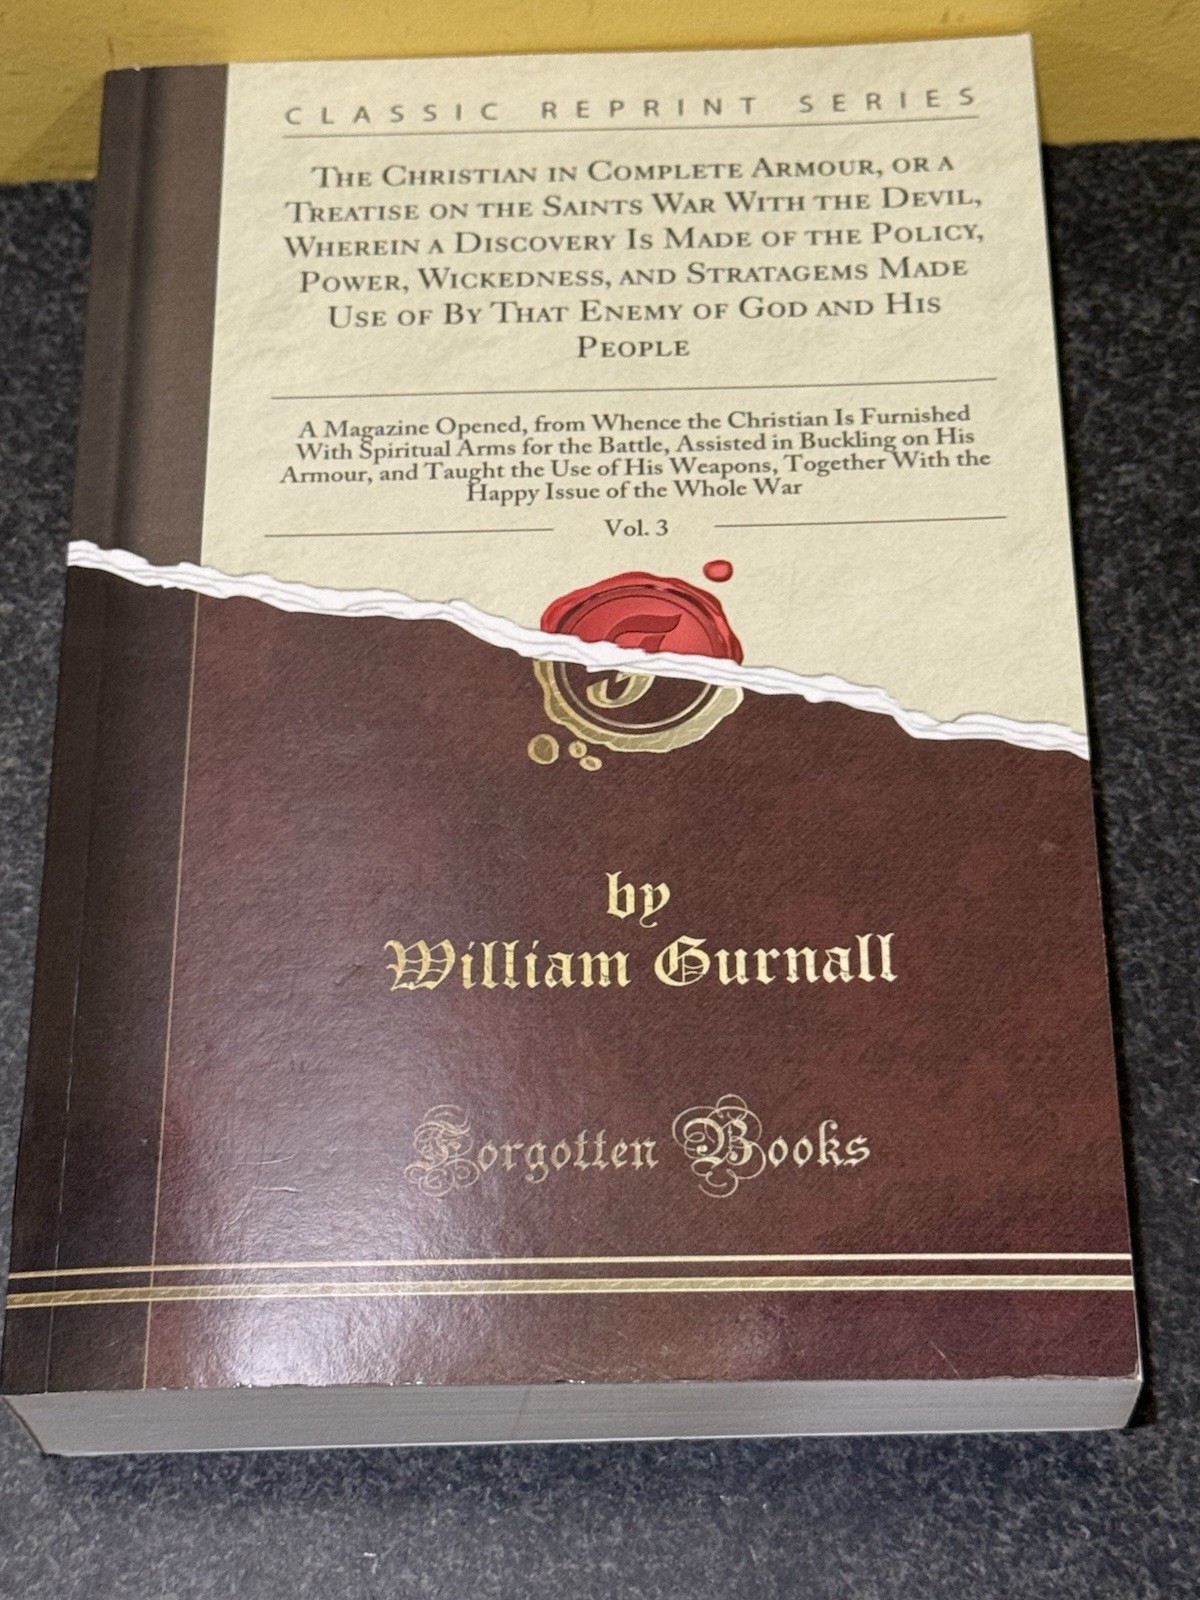 CLASSIC REPRINT SERIES
THE CHRISTIAN IN COMPLETE ARMOUR, OR A
TREATISE ON THE SAINTS WAR WITH THE DEVIL,
WHEREIN A DISCOVERY IS MADE OF THE POLICY,
POWER, WICKEDNESS, AND STRATAGEMS MADE
USE OF BY THAT ENEMY OF GOD AND HIS
PEOPLE
A Magazine Opened, from Whence the Christian Is Furnished
With Spiritual Arms for the Battle, Assisted in Buckling on His
Armour, and Taught the Use of His Weapons, Together With the
Happy Issue of the Whole War
Vol. 3
by
William Gurnall
Forgotten Books